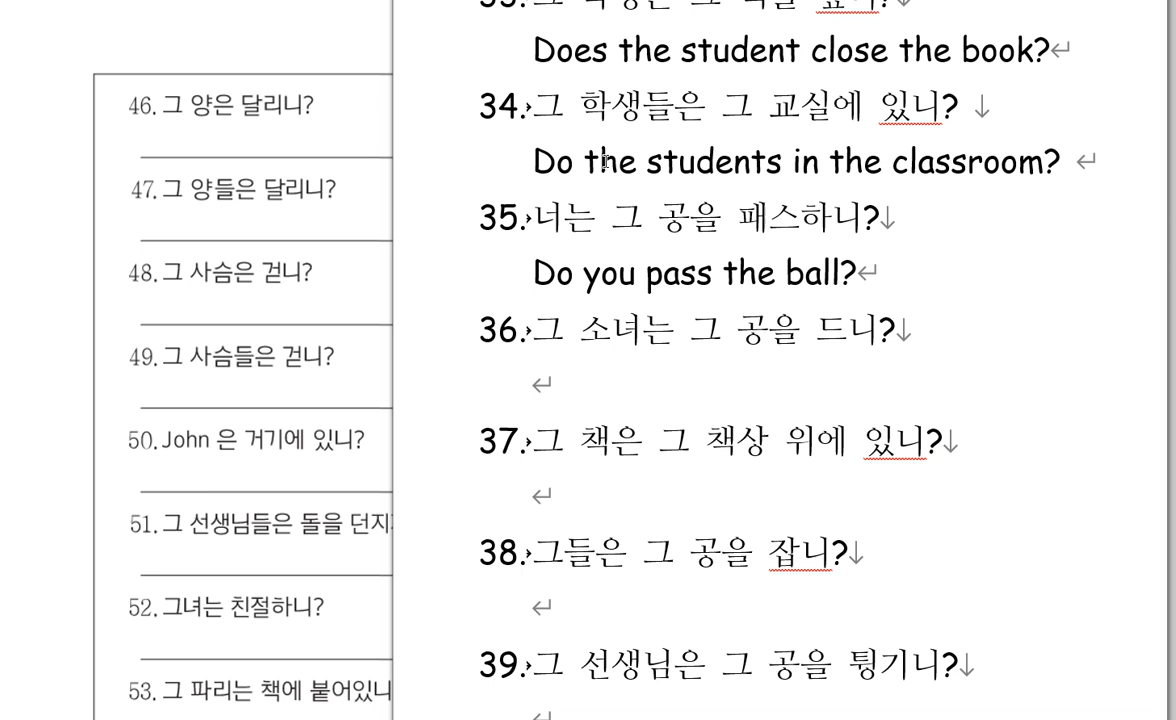 46. 그 양은 달리니?
47. 그 양들은 달리니?
48. 그 사슴은 걷니?
49. 그 사슴들은 걷니?
50. John 은 거기에 있니?
51. 그 선생님들은 돌을 던지
52. 그녀는 친절하니?
53. 그 파리는 책에 붙어있니
Does the student close the book?
34. 그 학생들은 그 교실에 있니?
Do the students in the classroom?
35. 너는 그 공을 패스하니?
Do you pass the ball?
36. 그 소녀는 그 공을 드니?
37. 그 책은 그 책상 위에 있니?
38. 그들은 그 공을 잡니?
39. 그 선생님은 그 공을 튕기니?